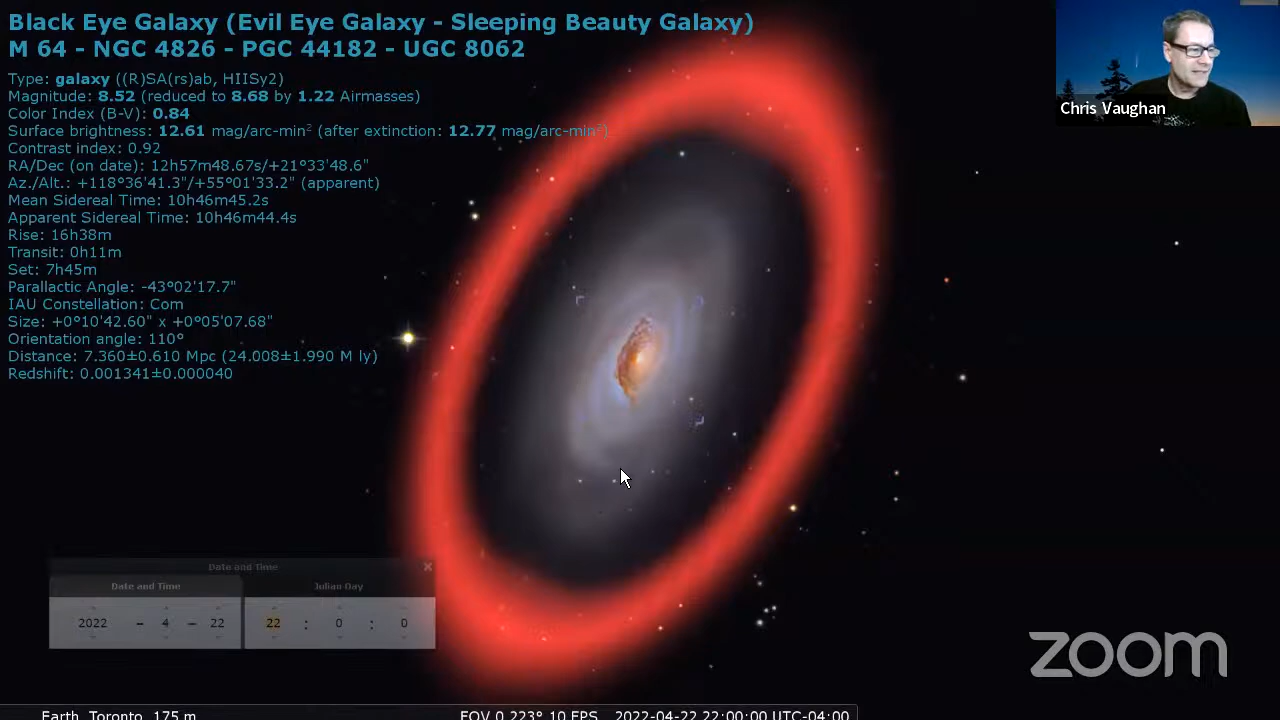 Black Eye Galaxy (Evil Eye Galaxy - Sleeping Beauty Galaxy)
M 64 - NGC 4826 - PGC 44182 - UGC 8062
Type: galaxy ((R)SA(rs)ab, HIISy2)
Magnitude: 8.52 (reduced to 8.68 by 1.22 Airmasses)
Color Index (B-V): 0.84
Surface brightness: 12.61 mag/arc-min² (after extinction: 12.77 mag/arc-min²)
Contrast index: 0.92
RA/Dec (on date): 12h57m48.67s/+21°33'48.6"
Az./Alt.: +118°36'41.3"/+55°01'33.2" (apparent)
Mean Sidereal Time: 10h46m45.2s
Apparent Sidereal Time: 10h46m44.4s
Rise: 16h38m
Transit: 0h11m
Set: 7h45m
Parallactic Angle: -43°02'17.7"
IAU Constellation: Com
Size: +0°10'42.60" x +0°05'07.68"
Orientation angle: 110°
Distance: 7.360±0.610 Mpc (24.008±1.990 M ly)
Redshift: 0.001341±0.000040
Chris Vaughan
Date and Time
Date and Time Julian Day
2022 - 4 - 22 22 : 0 : 0
zoom
Earth, Toronto, 175 m FOV 0.223° 10 FPS 2022-04-22 22:00:00 UTC-04:00